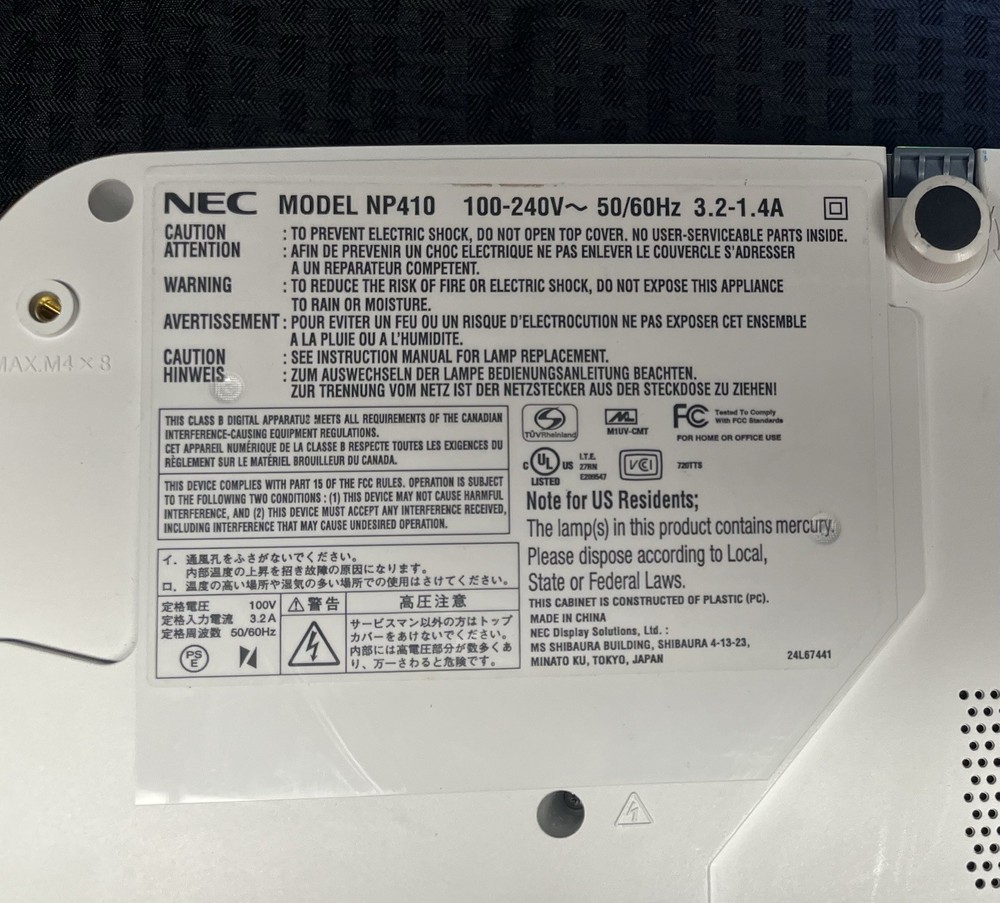 NEC MODEL NP410 100-240V～ 50/60Hz 3.2-1.4A
CAUTION : TO PREVENT ELECTRIC SHOCK, DO NOT OPEN TOP COVER. NO USER-SERVICEABLE PARTS INSIDE.
ATTENTION : AFIN DE PREVENIR UN CHOC ELECTRIQUE NE PAS ENLEVER LE COUVERCLE S'ADRESSER
A UN REPARATEUR COMPETENT.
WARNING : TO REDUCE THE RISK OF FIRE OR ELECTRIC SHOCK, DO NOT EXPOSE THIS APPLIANCE
TO RAIN OR MOISTURE.
AVERTISSEMENT : POUR EVITER UN FEU OU UN RISQUE D'ELECTROCUTION NE PAS EXPOSER CET ENSEMBLE
A LA PLUIE OU A L'HUMIDITE.
CAUTION : SEE INSTRUCTION MANUAL FOR LAMP REPLACEMENT.
HINWEIS : ZUM AUSWECHSELN DER LAMPE BEDIENUNGSANLEITUNG BEACHTEN.
ZUR TRENNUNG VOM NETZ IST DER NETZSTECKER AUS DER STECKDOSE ZU ZIEHEN!
MAX.M4×8
THIS CLASS B DIGITAL APPARATUS MEETS ALL REQUIREMENTS OF THE CANADIAN
INTERFERENCE-CAUSING EQUIPMENT REGULATIONS.
CET APPAREIL NUMÉRIQUE DE LA CLASSE B RESPECTE TOUTES LES EXIGENCES DU
RÈGLEMENT SUR LE MATÉRIEL BROUILLEUR DU CANADA.
THIS DEVICE COMPLIES WITH PART 15 OF THE FCC RULES. OPERATION IS SUBJECT
TO THE FOLLOWING TWO CONDITIONS : (1) THIS DEVICE MAY NOT CAUSE HARMFUL
INTERFERENCE, AND (2) THIS DEVICE MUST ACCEPT ANY INTERFERENCE RECEIVED,
INCLUDING INTERFERENCE THAT MAY CAUSE UNDESIRED OPERATION.
イ．通風孔をふさがないでください。
内部温度の上昇を招き故障の原因になります。
ロ．温度の高い場所や湿気の多い場所での使用はさけてください。
定格電圧 100V
定格入力電流 3.2A
定格周波数 50/60Hz
PS
E
警告
高圧注意
サービスマン以外の方はトップ
カバーをあけないでください。
内部には高電圧部分が数多くあ
り、万一さわると危険です。
TÜVRheinland
M1UV-CMT
FC Tested To Comply
With FCC Standards
FOR HOME OR OFFICE USE
C UL US
LISTED
I.T.E.
27RN
E299547
VCI
720TTS
Note for US Residents;
The lamp(s) in this product contains mercury.
Please dispose according to Local,
State or Federal Laws.
THIS CABINET IS CONSTRUCTED OF PLASTIC (PC).
MADE IN CHINA
NEC Display Solutions, Ltd. :
MS SHIBAURA BUILDING, SHIBAURA 4-13-23,
MINATO KU, TOKYO, JAPAN
24L67441